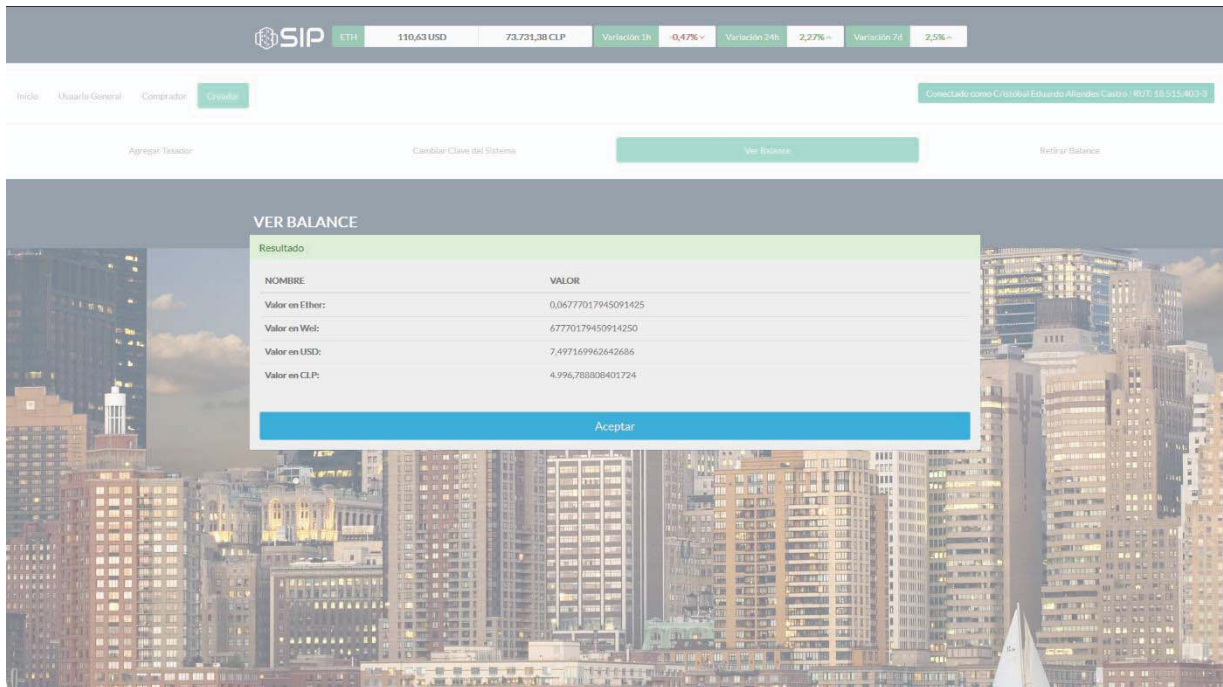 SIP ETH 110,63 USD 73.731,38 CLP Variación 1h -0,47% Variación 24h 2,27% Variación 7d 2,5%
Inicio Usuario General Comprador Creador Conectado como Cristóbal Eduardo Allendes Castro | RUT: 18.515.403-3
Agregar Tasador Cambiar Clave del Sistema Ver Balance Retirar Balance
VER BALANCE
Resultado
NOMBRE VALOR
Valor en Ether: 0,06777017945091425
Valor en Wei: 67770179450914250
Valor en USD: 7,497169962642686
Valor en CLP: 4.996,788808401724
Aceptar